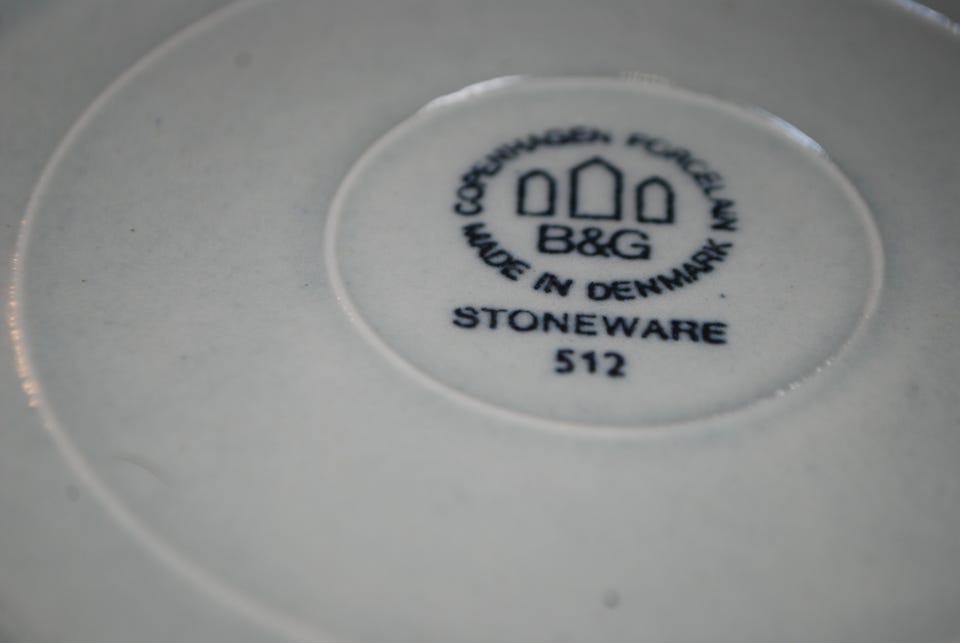 COPENHAGEN PORCELAIN
B&G
MADE IN DENMARK
STONEWARE
512